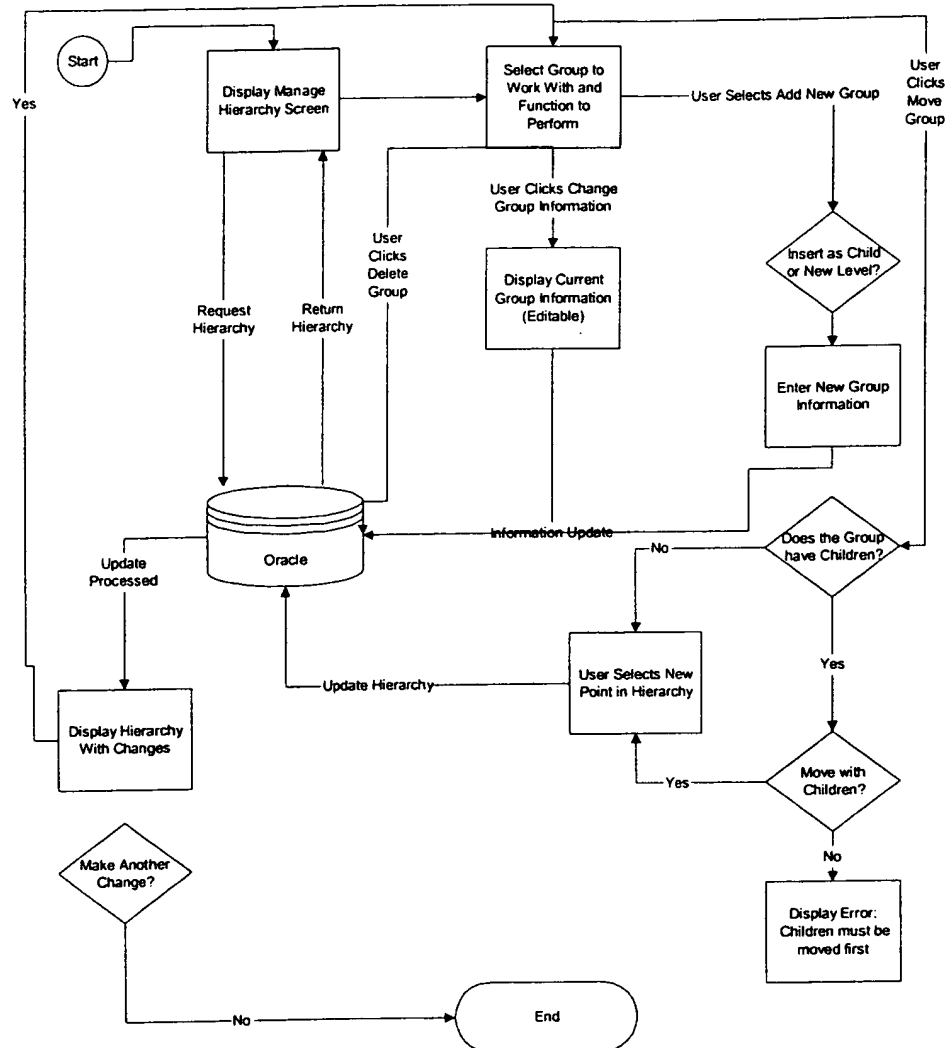 Start
Yes
Display Manage
Hierarchy Screen
Select Group to
Work With and
Function to
Perform
User Selects Add New Group
User
Clicks
Move
Group
User Clicks Change
Group Information
User
Clicks
Delete
Group
Insert as Child
or New Level?
Display Current
Group Information
(Editable)
Request
Hierarchy
Return
Hierarchy
Enter New Group
Information
Information Update
Oracle
Does the Group
have Children?
No
Update
Processed
Yes
User Selects New
Point in Hierarchy
Update Hierarchy
Display Hierarchy
With Changes
Move with
Children?
Yes
No
Make Another
Change?
Display Error:
Children must be
moved first
No
End